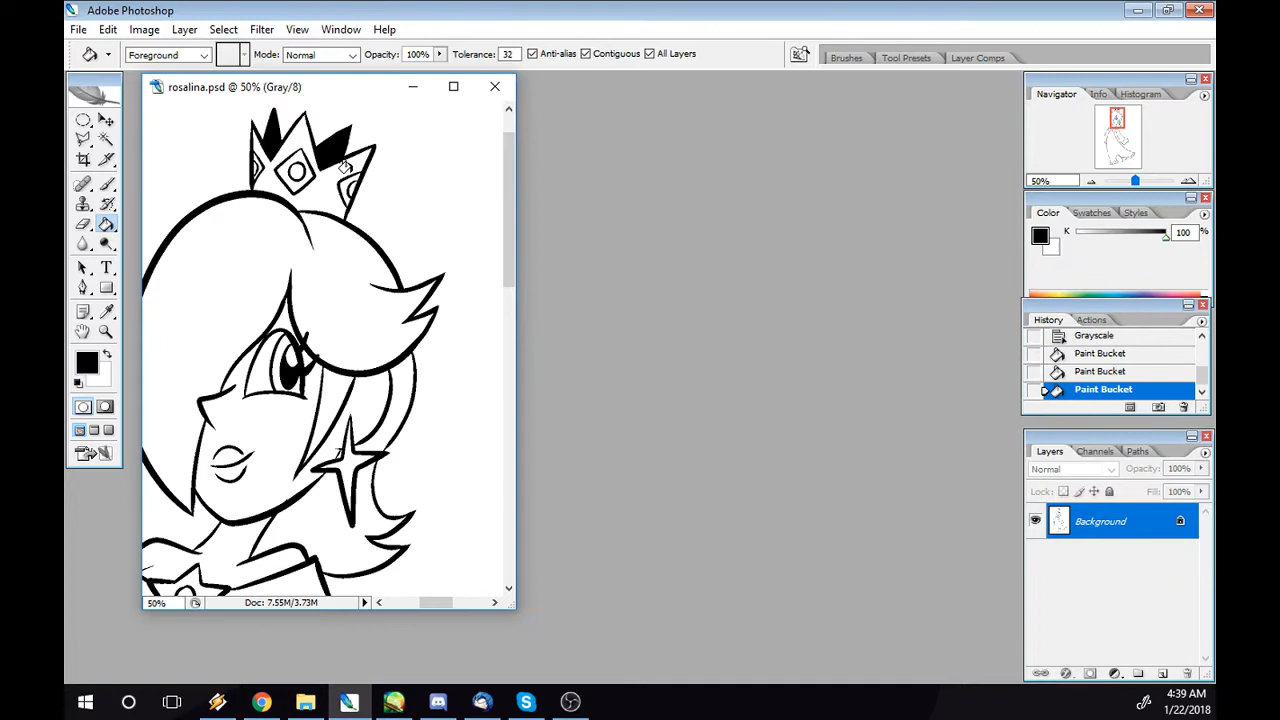 Adobe Photoshop
File Edit Image Layer Select Filter View Window Help
Foreground Mode: Normal Opacity: 100% Tolerance: 32 Anti-alias Contiguous All Layers Brushes Tool Presets Layer Comps
rosalina.psd @ 50% (Gray/8)
Navigator Info Histogram
50%
Color Swatches Styles
K 100 %
History Actions
Grayscale
Paint Bucket
Paint Bucket
Paint Bucket
Layers Channels Paths
Normal Opacity: 100%
Lock: Fill: 100%
Background
50% Doc: 7.55M/3.73M
4:39 AM
1/22/2018